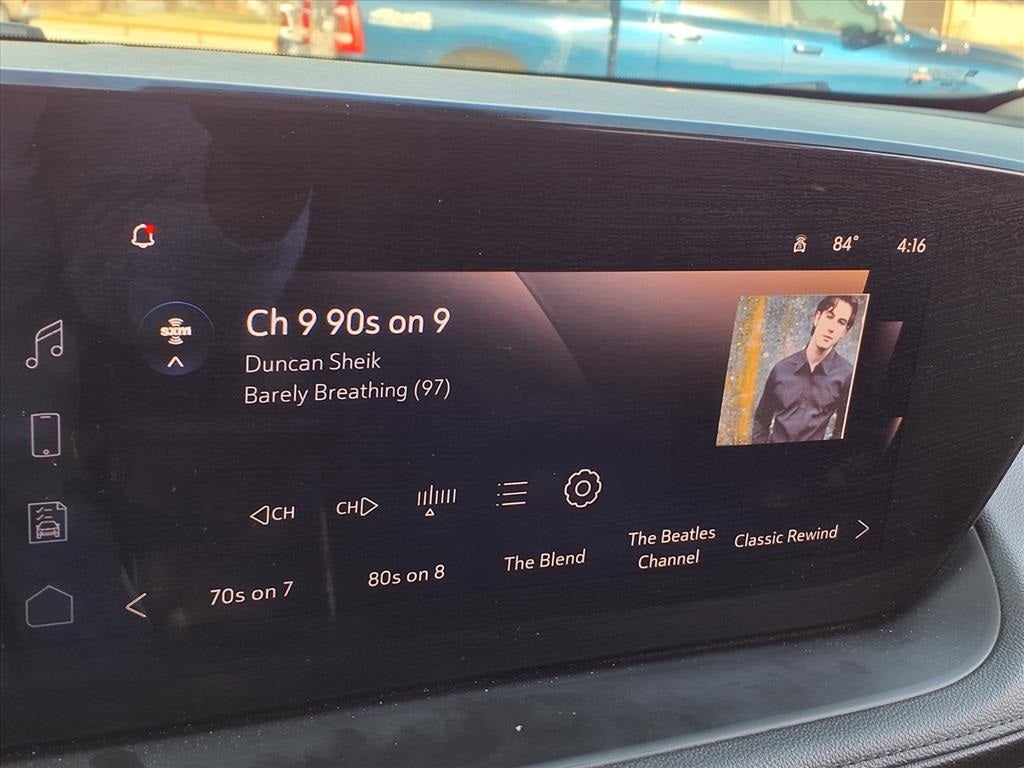 4x4
84°
4:16
sxm
Ch 9 90s on 9
Duncan Sheik
Barely Breathing (97)
CH
CH
70s on 7
80s on 8
The Blend
The Beatles
Channel
Classic Rewind